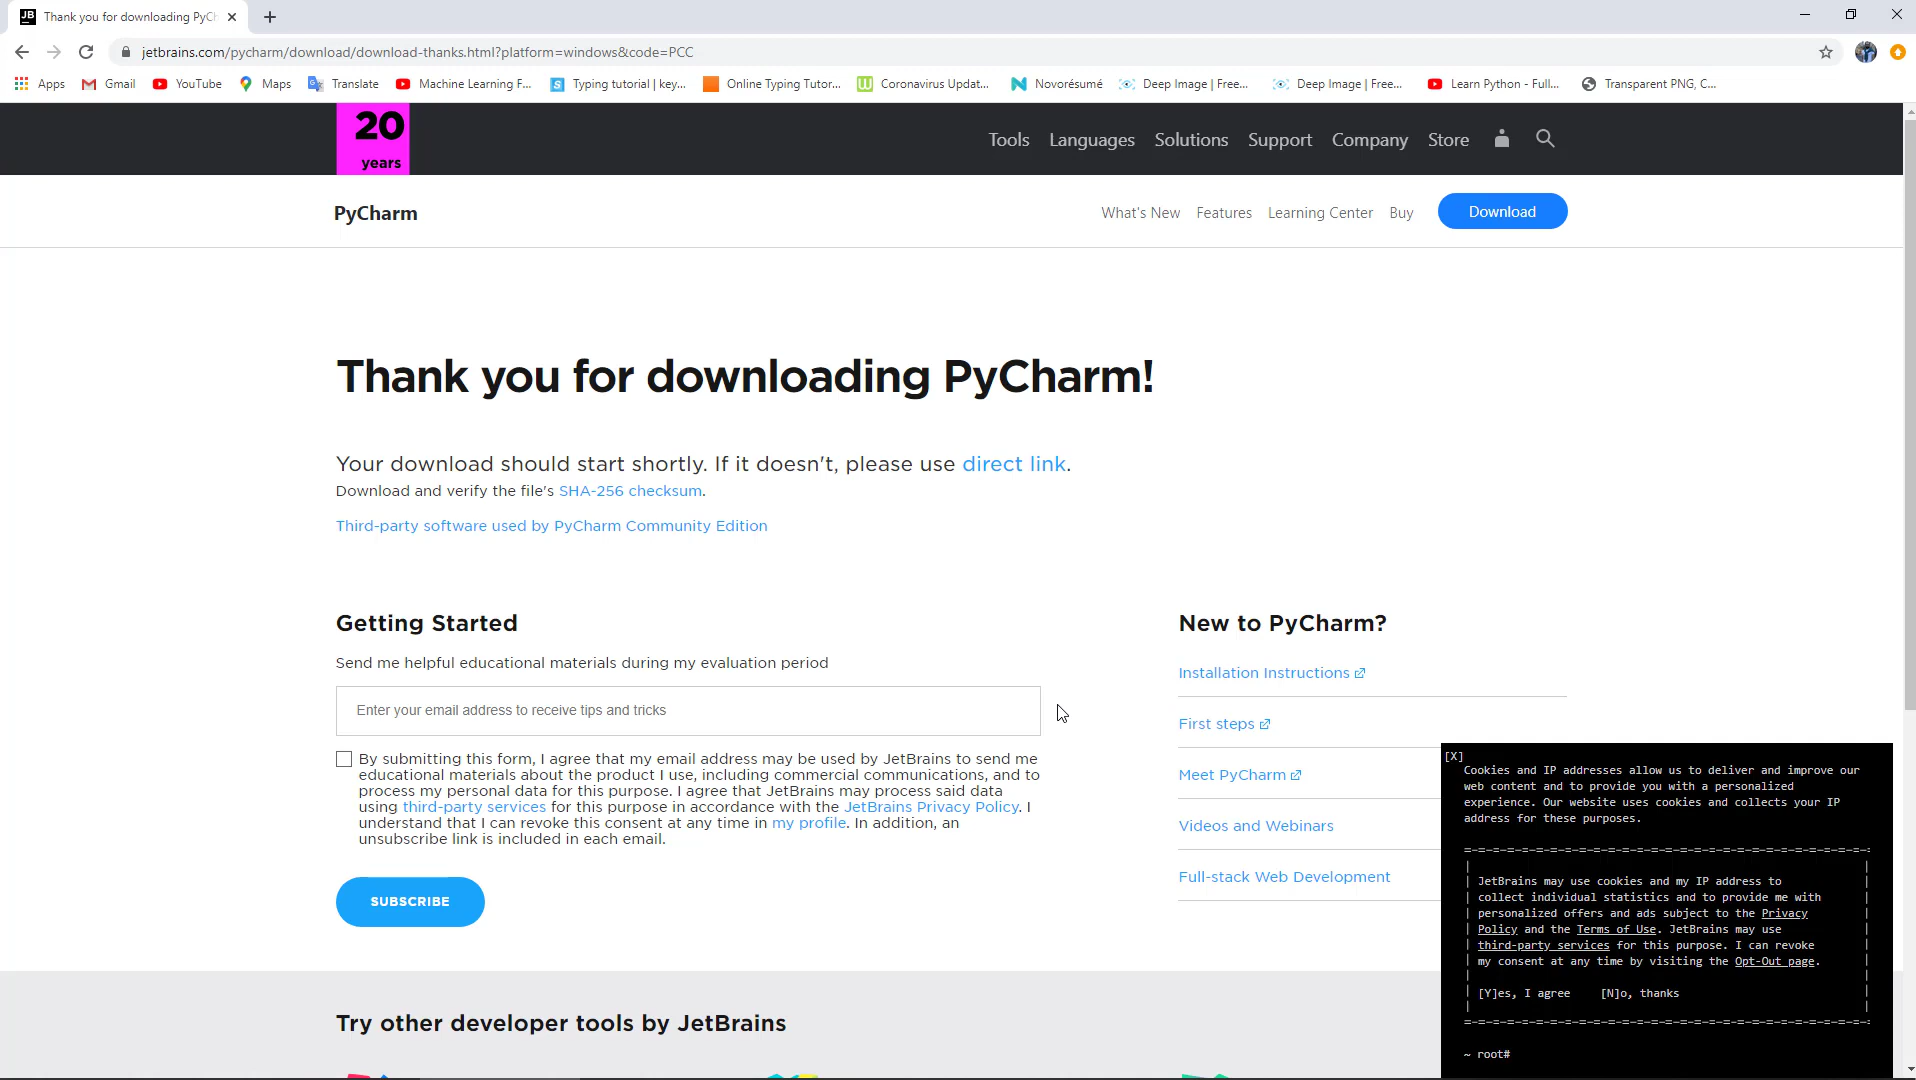 JB
Thank you for downloading PyCh
jetbrains.com/pycharm/download/download-thanks.html?platform=windows&code=PCC
Apps
Gmail
YouTube
Maps
Translate
Machine Learning F...
Typing tutorial | key...
Online Typing Tutor...
Coronavirus Updat...
Novorésumé
Deep Image | Free...
Deep Image | Free...
Learn Python - Full...
Transparent PNG, C...
20
years
Tools
Languages
Solutions
Support
Company
Store
PyCharm
What's New
Features
Learning Center
Buy
Download
Thank you for downloading PyCharm!
Your download should start shortly. If it doesn't, please use direct link.
Download and verify the file's SHA-256 checksum.
Third-party software used by PyCharm Community Edition
Getting Started
Send me helpful educational materials during my evaluation period
Enter your email address to receive tips and tricks
By submitting this form, I agree that my email address may be used by JetBrains to send me
educational materials about the product I use, including commercial communications, and to
process my personal data for this purpose. I agree that JetBrains may process said data
using third-party services for this purpose in accordance with the JetBrains Privacy Policy. I
understand that I can revoke this consent at any time in my profile. In addition, an
unsubscribe link is included in each email.
SUBSCRIBE
New to PyCharm?
Installation Instructions
First steps
Meet PyCharm
Videos and Webinars
Full-stack Web Development
Try other developer tools by JetBrains
[X]
Cookies and IP addresses allow us to deliver and improve our
web content and to provide you with a personalized
experience. Our website uses cookies and collects your IP
address for these purposes.
JetBrains may use cookies and my IP address to
collect individual statistics and to provide me with
personalized offers and ads subject to the Privacy
Policy and the Terms of Use. JetBrains may use
third-party services for this purpose. I can revoke
my consent at any time by visiting the Opt-Out page.
[Y]es, I agree [N]o, thanks
~ root#